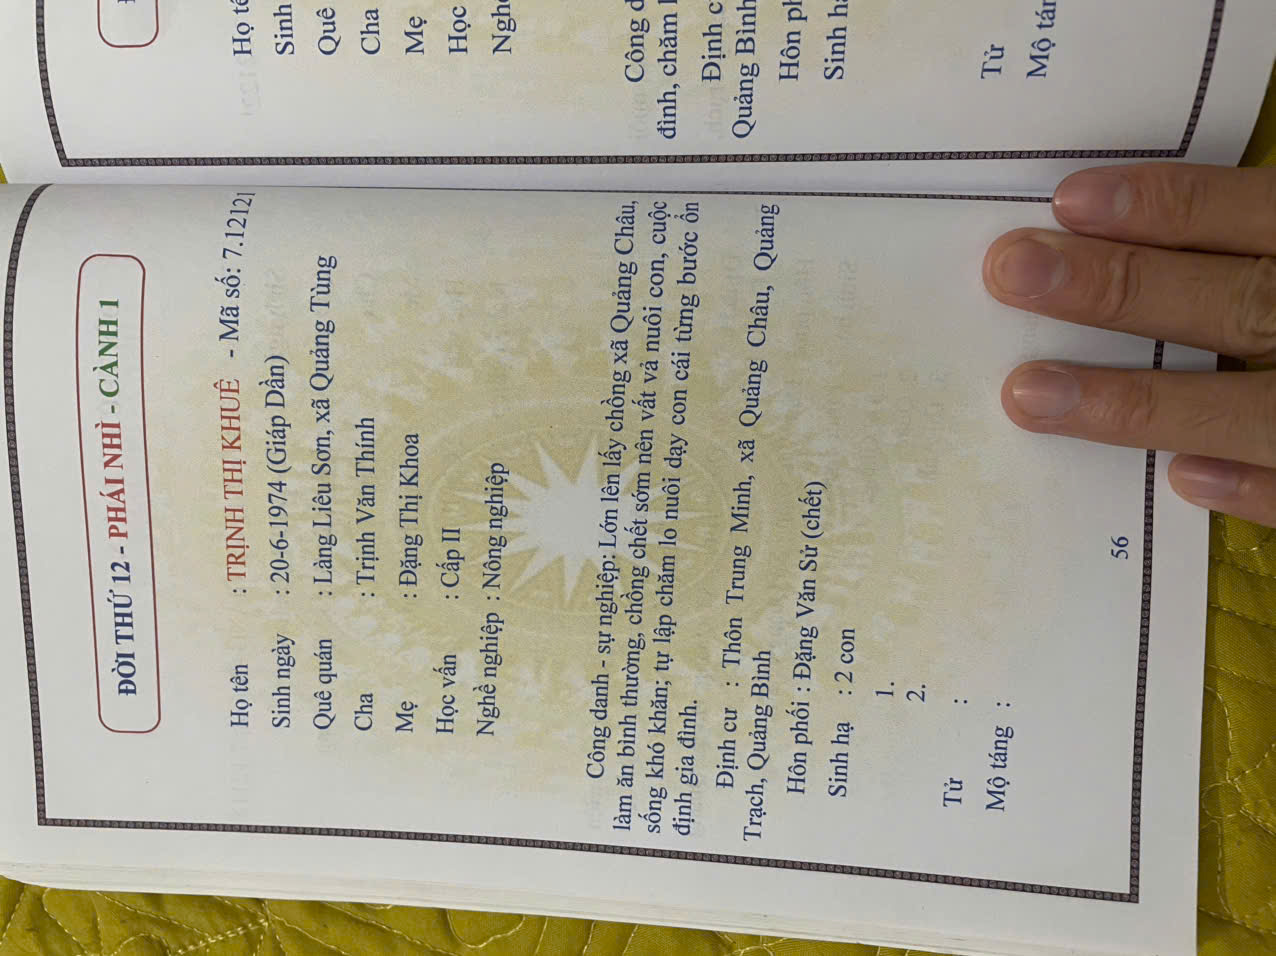 ĐỜI THỨ 12 - PHÁI NHÌ - CÀNH 1
Họ tên : TRỊNH THỊ KHUÊ - Mã số: 7.12121
Sinh ngày : 20-6-1974 (Giáp Dần)
Quê quán : Làng Liêu Sơn, xã Quảng Tùng
Cha : Trịnh Văn Thính
Mẹ : Đặng Thị Khoa
Học vấn : Cấp II
Nghề nghiệp : Nông nghiệp
Công danh - sự nghiệp: Lớn lên lấy chồng xã Quảng Châu,
làm ăn bình thường, chồng chết sớm nên vất vả nuôi con, cuộc
sống khó khăn; tự lập chăm lo nuôi dạy con cái từng bước ổn
định gia đình.
Định cư : Thôn Trung Minh, xã Quảng Châu, Quảng
Trạch, Quảng Bình
Hôn phối : Đặng Văn Sử (chết)
Sinh hạ : 2 con
1.
2.
Tử :
Mộ táng :
56
Họ tê
Sinh
Quê
Cha
Mẹ
Học
Ngh
Công d
đình, chăm l
Định c
Quảng Bình
Hôn ph
Sinh h
Tử
Mộ tán